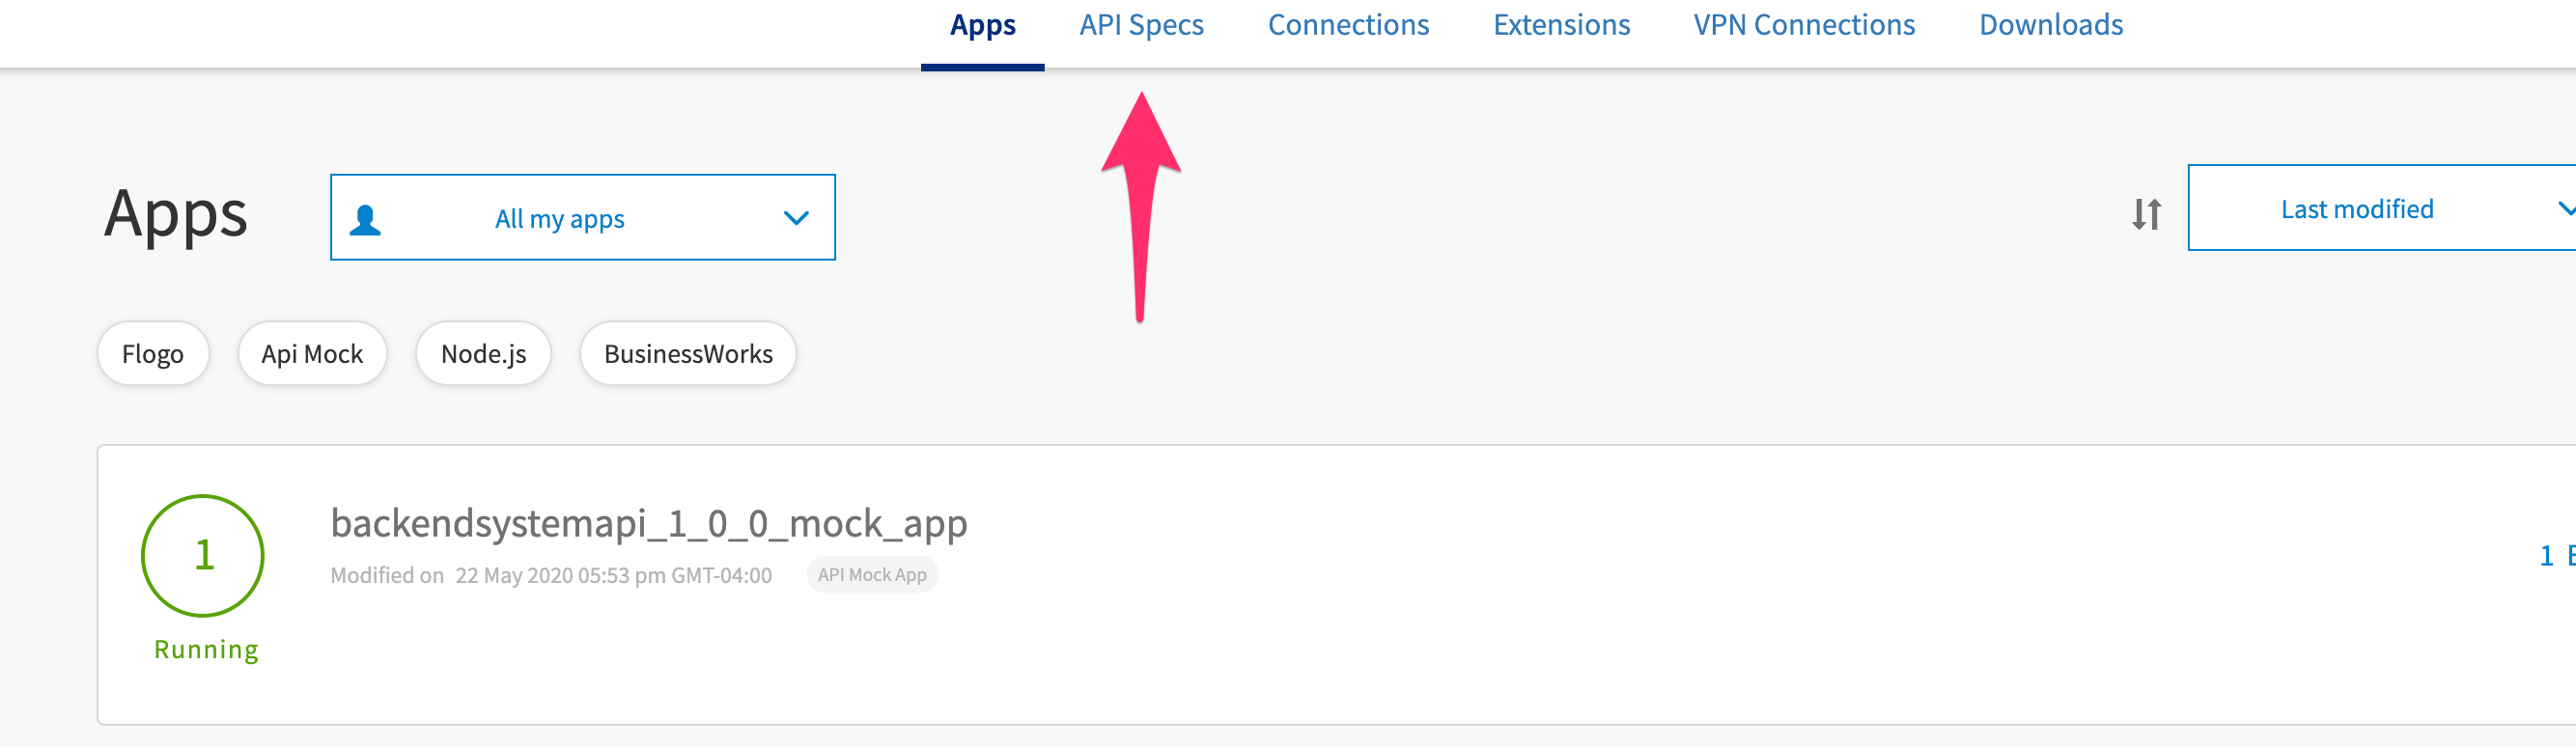 Apps API Specs Connections Extensions VPN Connections Downloads
Apps All my apps Last modified
Flogo Api Mock Node.js BusinessWorks
1 backendsystemapi_1_0_0_mock_app
Modified on 22 May 2020 05:53 pm GMT-04:00 API Mock App 1
Running